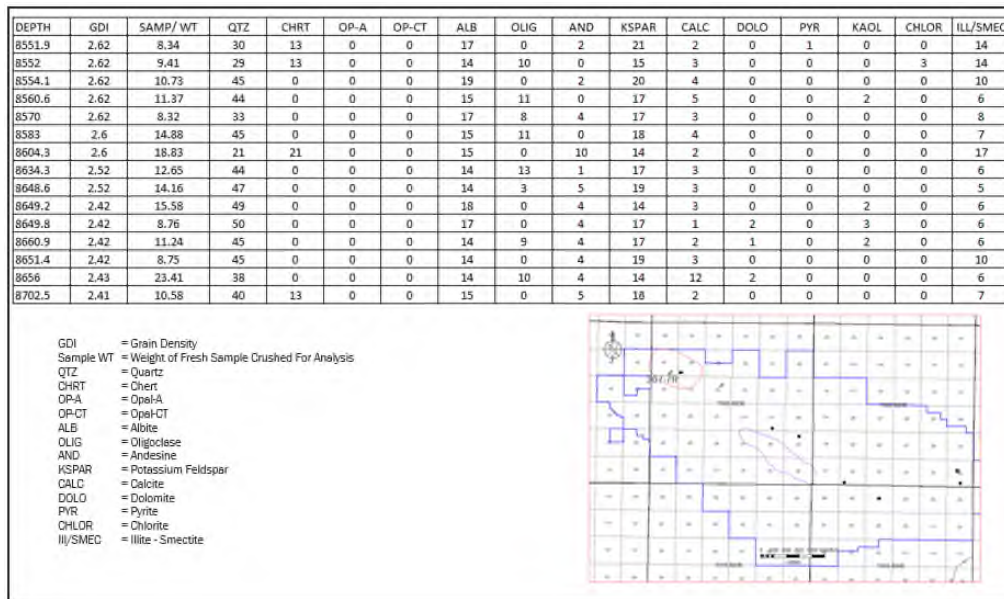 DEPTH GDI SAMP/ WT QTZ CHRT OP-A OP-CT ALB OLIG AND KSPAR CALC DOLO PYR KAOL CHLOR ILL/SMEC
8551.9 2.62 8.34 30 13 0 0 17 0 2 21 2 0 1 0 0 14
8552 2.62 9.41 29 13 0 0 14 10 0 15 3 0 0 0 3 14
8554.1 2.62 10.73 45 0 0 0 19 0 2 20 4 0 0 0 0 10
8560.6 2.62 11.37 44 0 0 0 15 11 0 17 5 0 0 2 0 6
8570 2.62 8.32 33 0 0 0 17 8 4 17 3 0 0 0 0 8
8583 2.6 14.88 45 0 0 0 15 11 0 18 4 0 0 0 0 7
8604.3 2.6 18.83 21 21 0 0 15 0 10 14 2 0 0 0 0 17
8634.3 2.52 12.65 44 0 0 0 14 13 1 17 3 0 0 0 0 6
8648.6 2.52 14.16 47 0 0 0 14 3 5 19 3 0 0 0 0 5
8649.2 2.42 15.58 49 0 0 0 18 0 4 14 3 0 0 2 0 6
8649.8 2.42 8.76 50 0 0 0 17 0 4 17 1 2 0 3 0 6
8660.9 2.42 11.24 45 0 0 0 14 9 4 17 2 1 0 2 0 6
8651.4 2.42 8.75 45 0 0 0 14 0 4 19 3 0 0 0 0 10
8656 2.43 23.41 38 0 0 0 14 10 4 14 12 2 0 0 0 6
8702.5 2.41 10.58 40 13 0 0 15 0 5 18 2 0 0 0 0 7
GDI = Grain Density
Sample WT = Weight of Fresh Sample Crushed For Analysis
QTZ = Quartz
CHRT = Chert
OP-A = Opal-A
OP-CT = Opal-CT
ALB = Albite
OLIG = Oligoclase
AND = Andesine
KSPAR = Potassium Feldspar
CALC = Calcite
DOLO = Dolomite
PYR = Pyrite
CHLOR = Chlorite
Ill/SMEC = Illite - Smectite